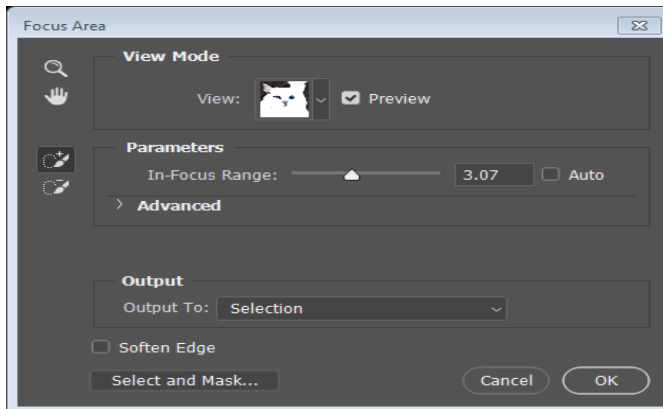 Focus Area
View Mode
View: Preview
Parameters
In-Focus Range: 3.07 Auto
Advanced
Output
Output To: Selection
Soften Edge
Select and Mask...
Cancel OK